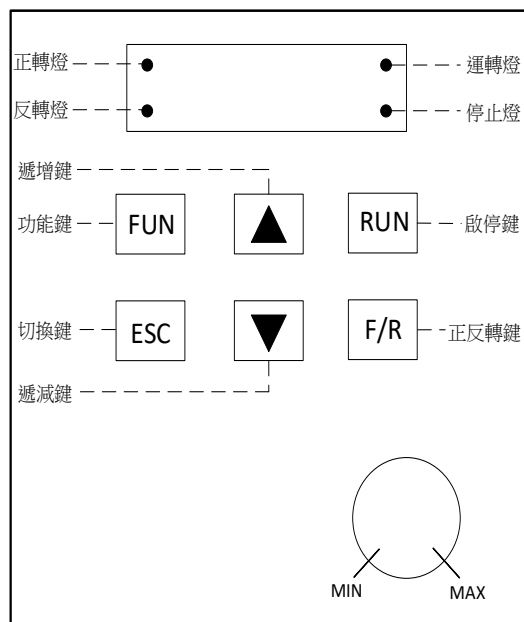 正轉燈
運轉燈
反轉燈
停止燈
遞增鍵
功能鍵
FUN
RUN
啟停鍵
切換鍵
ESC
F/R
正反轉鍵
遞減鍵
MIN
MAX